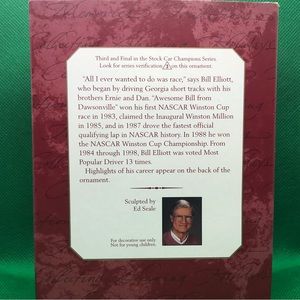 Third and Final in the Stock Car Champions Series.
Look for series verification on this ornament.
"All I ever wanted to do was race," says Bill Elliott,
who began by driving Georgia short tracks with his
brothers Ernie and Dan. "Awesome Bill from
Dawsonville" won his first NASCAR Winston Cup
race in 1983, claimed the Inaugural Winston Million
in 1985, and in 1987 drove the fastest official
qualifying lap in NASCAR history. In 1988 he won
the NASCAR Winston Cup Championship. From
1984 through 1998, Bill Elliott was voted Most
Popular Driver 13 times.
Highlights of his career appear on the back of the
ornament.
Sculpted by
Ed Seale
For decorative use only.
Not for young children.